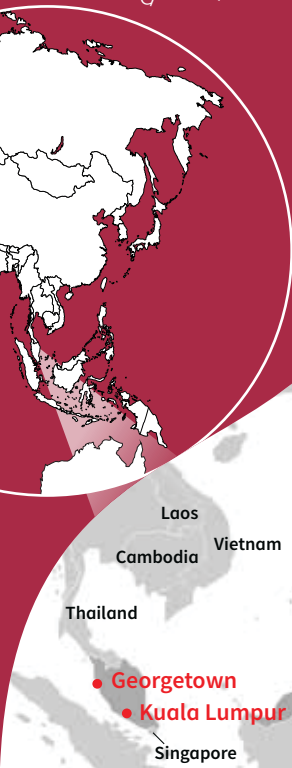 Laos
Vietnam
Cambodia
Thailand
Georgetown
Kuala Lumpur
Singapore